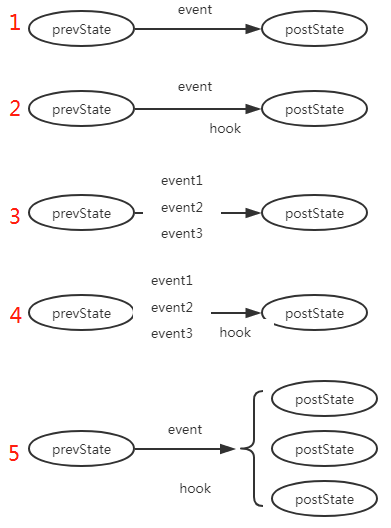 event
1 prevState postState
event
2 prevState postState
hook
event1
3 prevState event2 postState
event3
event1
4 prevState event2 postState
event3 hook
postState
event
5 prevState postState
hook
postState